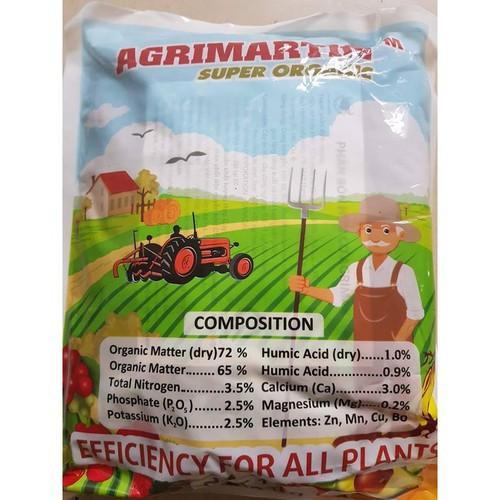 AGRIMARTIN™
SUPER ORGANIC
COMPOSITION
Organic Matter (dry)72 %
Organic Matter........65 %
Total Nitrogen..........3.5%
Phosphate (P₂O₅)........2.5%
Potassium (K₂O).........2.5%
Humic Acid (dry)......1.0%
Humic Acid..............0.9%
Calcium (Ca)............3.0%
Magnesium (Mg).....0.2%
Elements: Zn, Mn, Cu, Bo
EFFICIENCY FOR ALL PLANTS